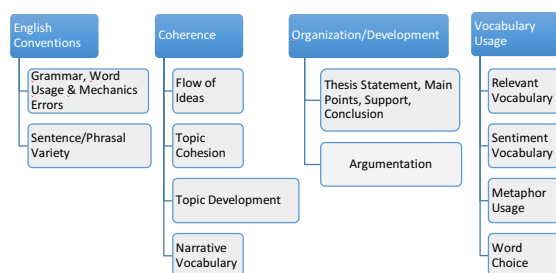 English
Conventions
Grammar, Word
Usage & Mechanics
Errors
Sentence/Phrasal
Variety
Coherence
Flow of
Ideas
Topic
Cohesion
Topic Development
Narrative
Vocabulary
Organization/Development
Thesis Statement, Main
Points, Support,
Conclusion
Argumentation
Vocabulary
Usage
Relevant
Vocabulary
Sentiment
Vocabulary
Metaphor
Usage
Word
Choice